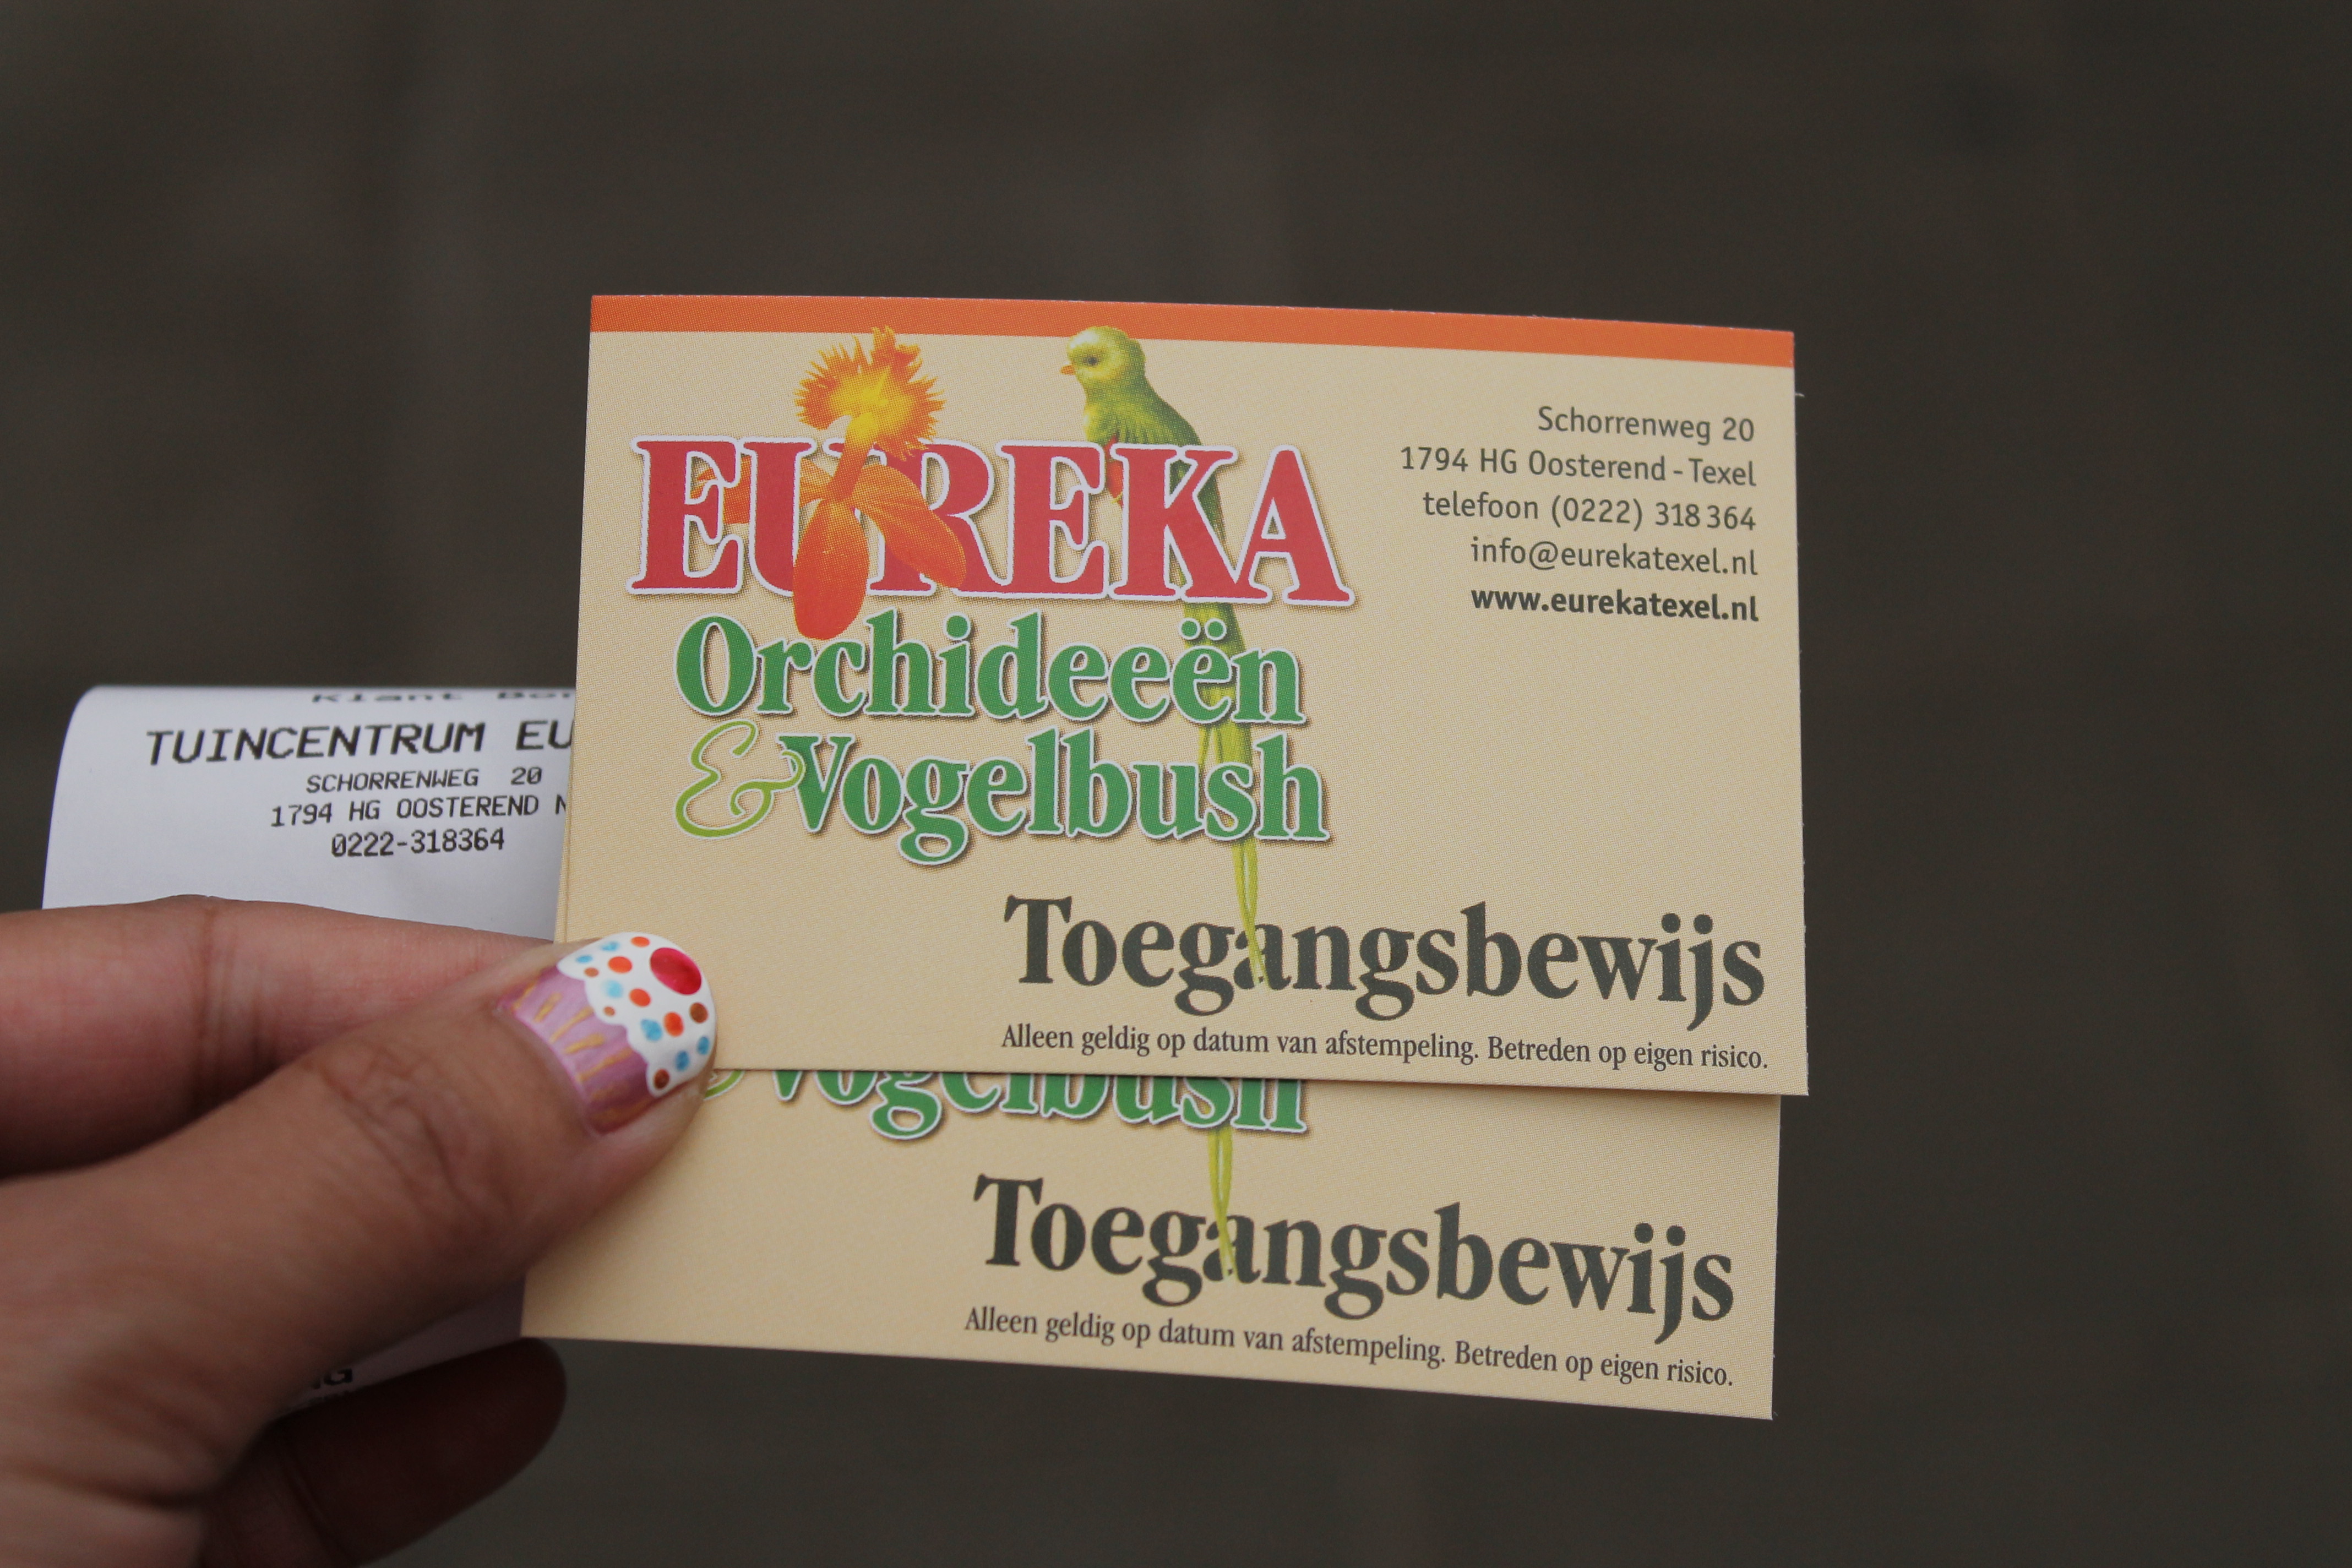 EUREKA
Orchideeën
& Vogelbush
Schorrenweg 20
1794 HG Oosterend - Texel
telefoon (0222) 318 364
info@eurekatexel.nl
www.eurekatexel.nl
Toegangsbewijs
Alleen geldig op datum van afstempeling. Betreden op eigen risico.
& Vogelbush
Toegangsbewijs
Alleen geldig op datum van afstempeling. Betreden op eigen risico.
Klant
TUINCENTRUM EU
SCHORRENWEG 20
1794 HG OOSTEREND N
0222-318364